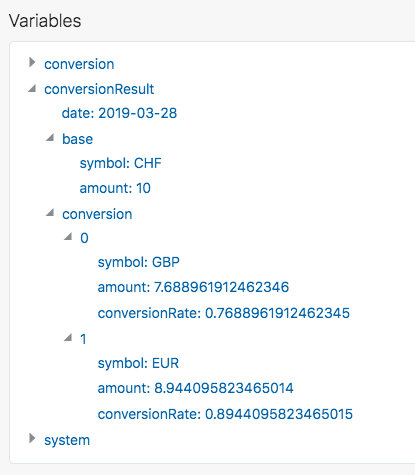 Variables
conversion
conversionResult
date: 2019-03-28
base
symbol: CHF
amount: 10
conversion
0
symbol: GBP
amount: 7.688961912462346
conversionRate: 0.7688961912462345
1
symbol: EUR
amount: 8.944095823465014
conversionRate: 0.8944095823465015
system